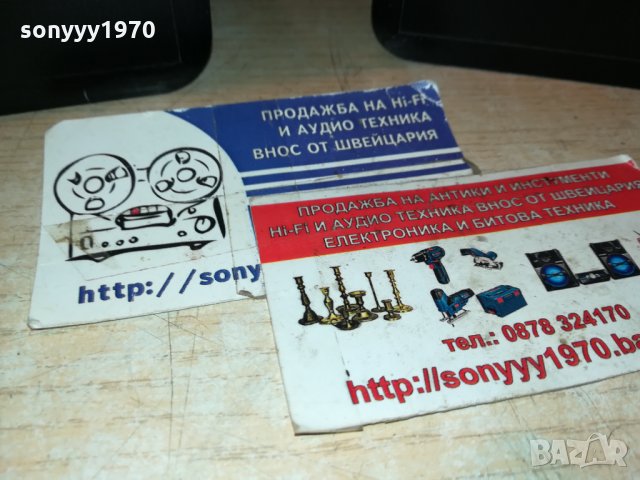 sonyyy1970
ПРОДАЖБА НА Hi-Fi
И АУДИО ТЕХНИКА
ВНОС ОТ ШВЕЙЦАРИЯ
http://sony
ПРОДАЖБА НА АНТИКИ И ИНСТРУМЕНТИ
Hi-Fi И АУДИО ТЕХНИКА ВНОС ОТ ШВЕЙЦАРИЯ
ЕЛЕКТРОНИКА И БИТОВА ТЕХНИКА
тел.: 0878 324170
http://sonyyy1970.ba
BAZAR